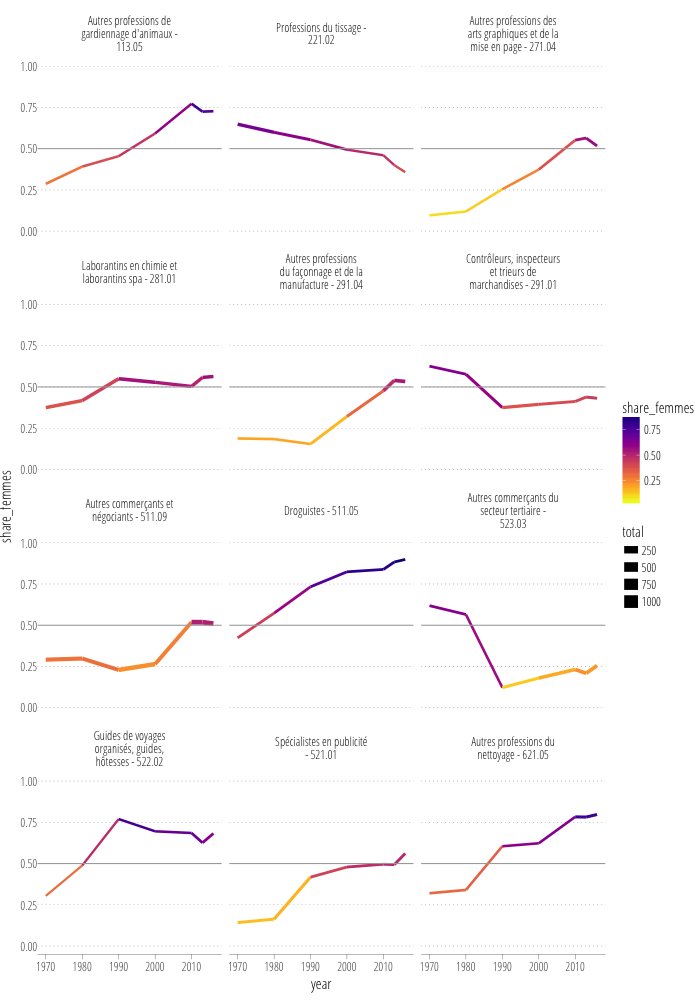 Autres professions de
gardiennage d'animaux -
113.05
Professions du tissage -
221.02
Autres professions des
arts graphiques et de la
mise en page - 271.04
1.00
0.75
0.50
0.25
0.00
Laborantins en chimie et
laborantins spa - 281.01
Autres professions
du façonnage et de la
manufacture - 291.04
Contrôleurs, inspecteurs
et trieurs de
marchandises - 291.01
1.00
0.75
0.50
0.25
0.00
Autres commerçants et
négociants - 511.09
Droguistes - 511.05
Autres commerçants du
secteur tertiaire -
523.03
1.00
0.75
0.50
0.25
0.00
Guides de voyages
organisés, guides,
hôtesses - 522.02
Spécialistes en publicité
- 521.01
Autres professions du
nettoyage - 621.05
1.00
0.75
0.50
0.25
0.00
1970 1980 1990 2000 2010
1970 1980 1990 2000 2010
1970 1980 1990 2000 2010
year
share_femmes
share_femmes
0.75
0.50
0.25
total
250
500
750
1000